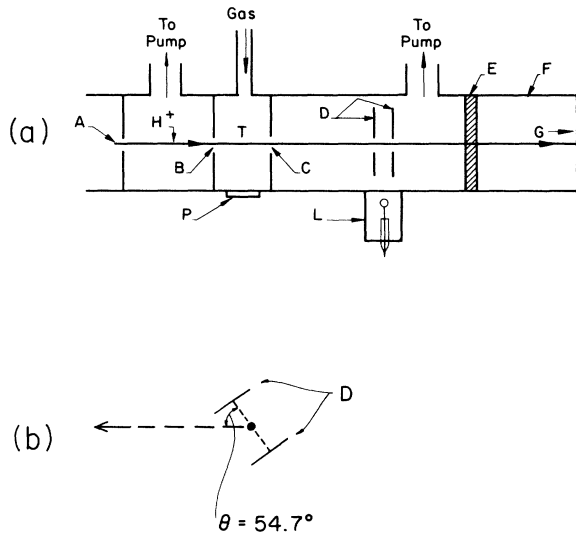 To
Pump
Gas
To
Pump
E
F
(a)
A
H+
T
D
G
B
C
P
L
(b)
D
θ = 54.7°